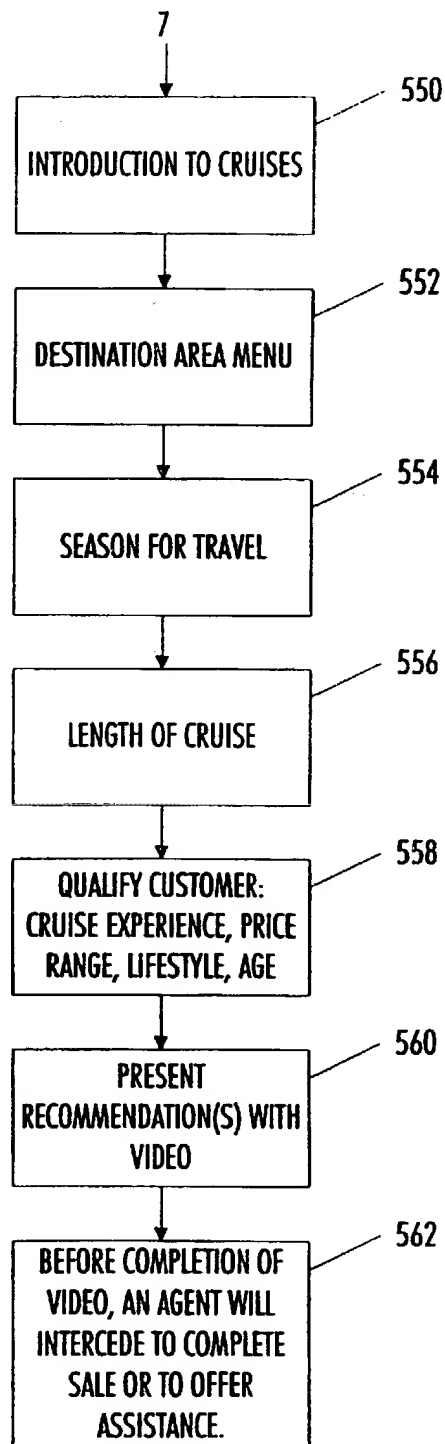 7
550
INTRODUCTION TO CRUISES
552
DESTINATION AREA MENU
554
SEASON FOR TRAVEL
556
LENGTH OF CRUISE
558
QUALIFY CUSTOMER:
CRUISE EXPERIENCE, PRICE
RANGE, LIFESTYLE, AGE
560
PRESENT
RECOMMENDATION(S) WITH
VIDEO
562
BEFORE COMPLETION OF
VIDEO, AN AGENT WILL
INTERCEDE TO COMPLETE
SALE OR TO OFFER
ASSISTANCE.